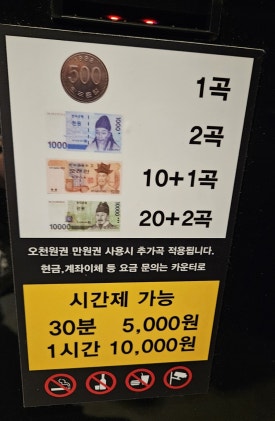 500
1곡
1000
2곡
10+1곡
10000
20+2곡
오천원권 만원권 사용시 추가곡 적용됩니다.
현금,계좌이체 등 요금 문의는 카운터로
시간제 가능
30분 5,000원
1시간 10,000원